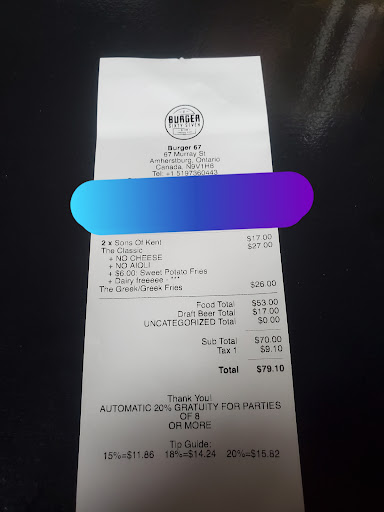 BURGER
SIXTY SEVEN
Burger 67
67 Murray St
Amherstburg, Ontario
Canada, N9V1H6
Tel: +1 5197360443
2 x Sons Of Kent $17.00
The Classic $27.00
+ NO CHEESE
+ NO AIOLI
+ $6.00: Sweet Potato Fries
+ Dairy freeeee
The Greek/Greek Fries $26.00
Food Total $53.00
Draft Beer Total $17.00
UNCATEGORIZED Total $0.00
Sub Total $70.00
Tax 1 $9.10
Total $79.10
Thank You!
AUTOMATIC 20% GRATUITY FOR PARTIES
OF 8
OR MORE
Tip Guide:
15%=$11.86 18%=$14.24 20%=$15.82